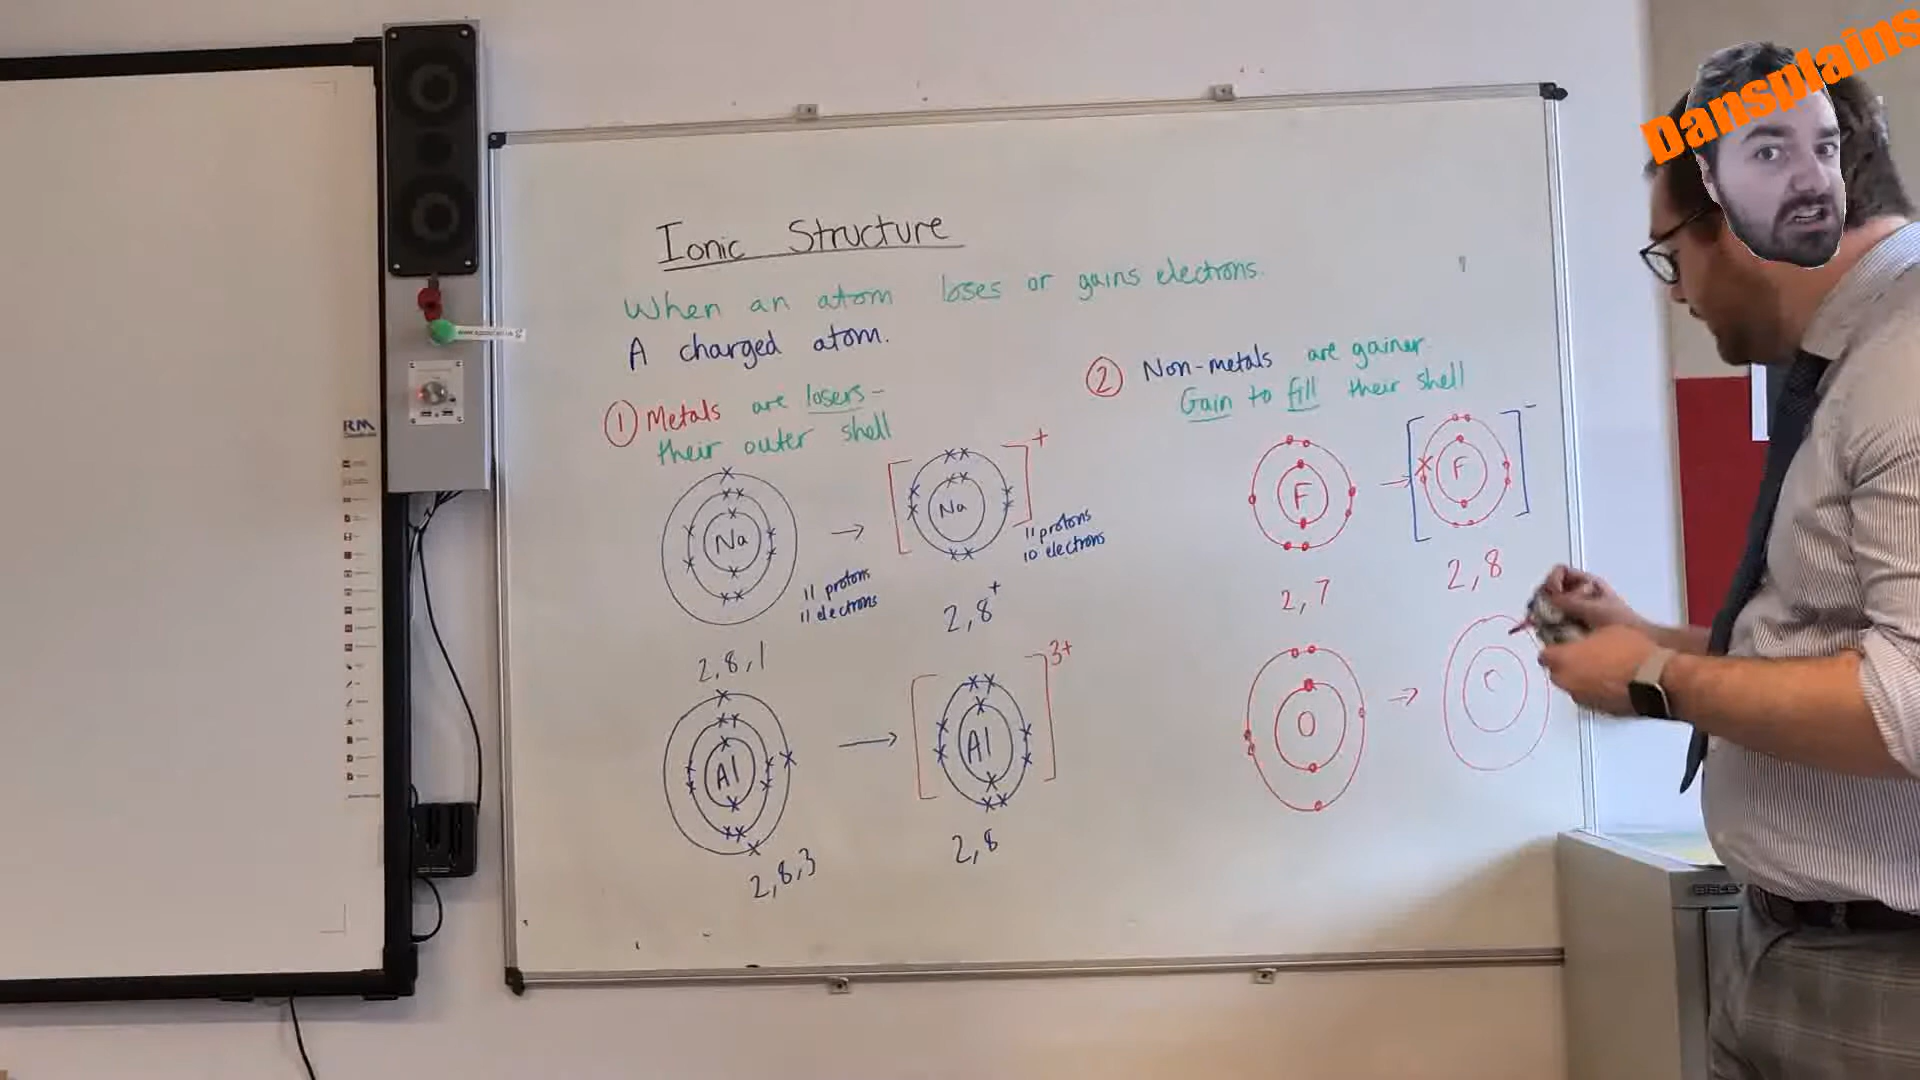 Dansplains
Ionic Structure
When an atom loses or gains electrons.
A charged atom.
① Metals are losers-
their outer shell
Na
11 protons
11 electrons
2,8,1
Na
+
11 protons
10 electrons
2,8+
Al
2,8,3
Al
3+
2,8
② Non-metals are gainer
Gain to fill their shell
F
2,7
F
-
2,8
O
RM